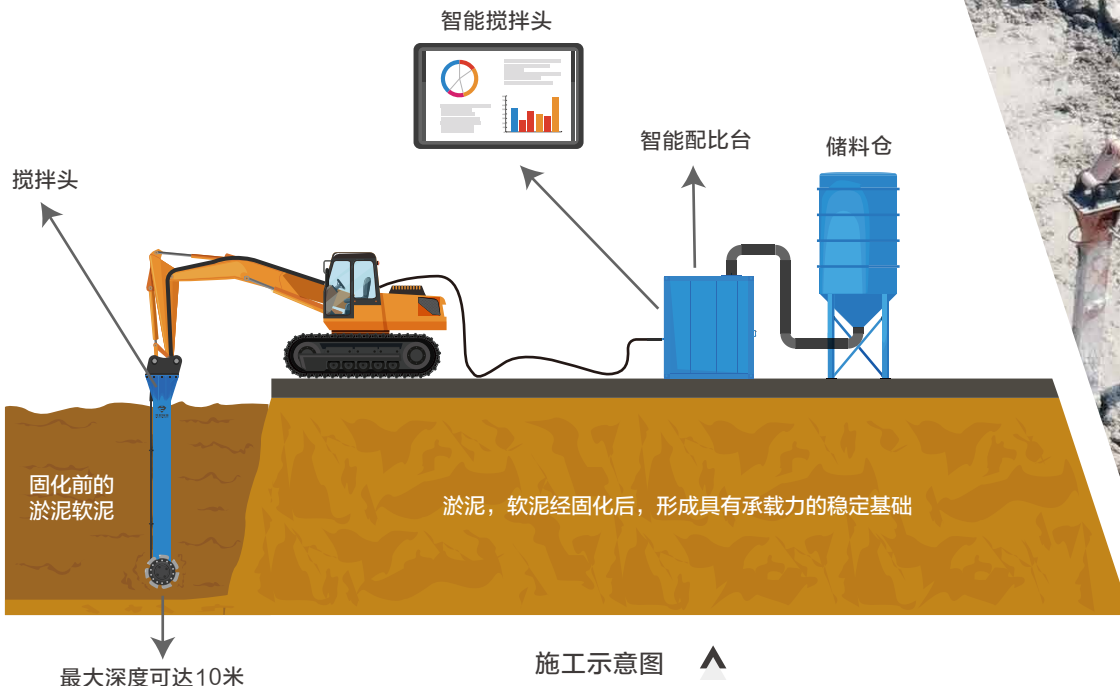 智能搅拌头
智能配比台
储料仓
搅拌头
固化前的
淤泥软泥
淤泥，软泥经固化后，形成具有承载力的稳定基础
最大深度可达10米
施工示意图